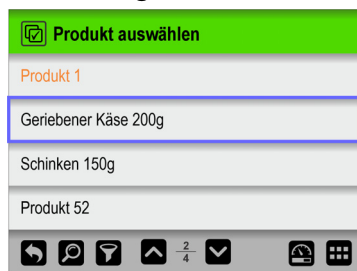 Produkt auswählen
Produkt 1
Geriebener Käse 200g
Schinken 150g
Produkt 52
2
4